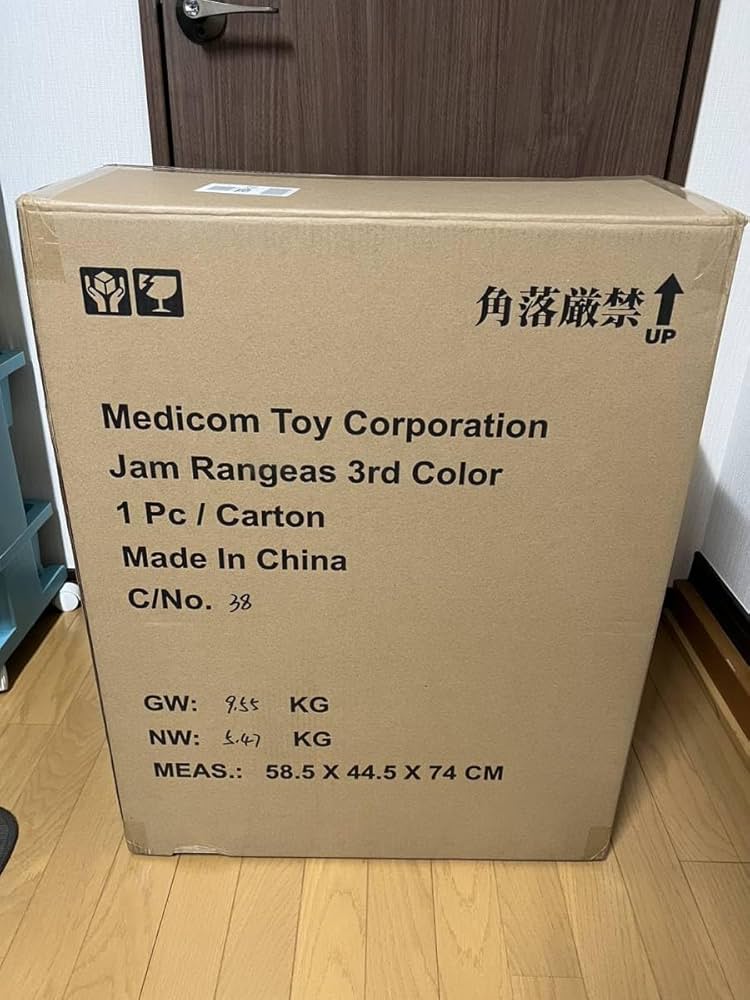 角落厳禁
UP
Medicom Toy Corporation
Jam Rangeas 3rd Color
1 Pc / Carton
Made In China
C/No. 38
GW: 9.55 KG
NW: 5.47 KG
MEAS.: 58.5 X 44.5 X 74 CM